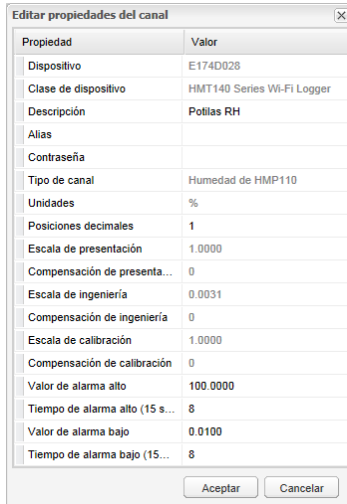 Editar propiedades del canal
Propiedad Valor
Dispositivo E174D028
Clase de dispositivo HMT140 Series Wi-Fi Logger
Descripción Potilas RH
Alias
Contraseña
Tipo de canal Humedad de HMP110
Unidades %
Posiciones decimales 1
Escala de presentación 1.0000
Compensación de presenta... 0
Escala de ingeniería 0.0031
Compensación de ingeniería 0
Escala de calibración 1.0000
Compensación de calibración 0
Valor de alarma alto 100.0000
Tiempo de alarma alto (15 s... 8
Valor de alarma bajo 0.0100
Tiempo de alarma bajo (15... 8
Aceptar Cancelar